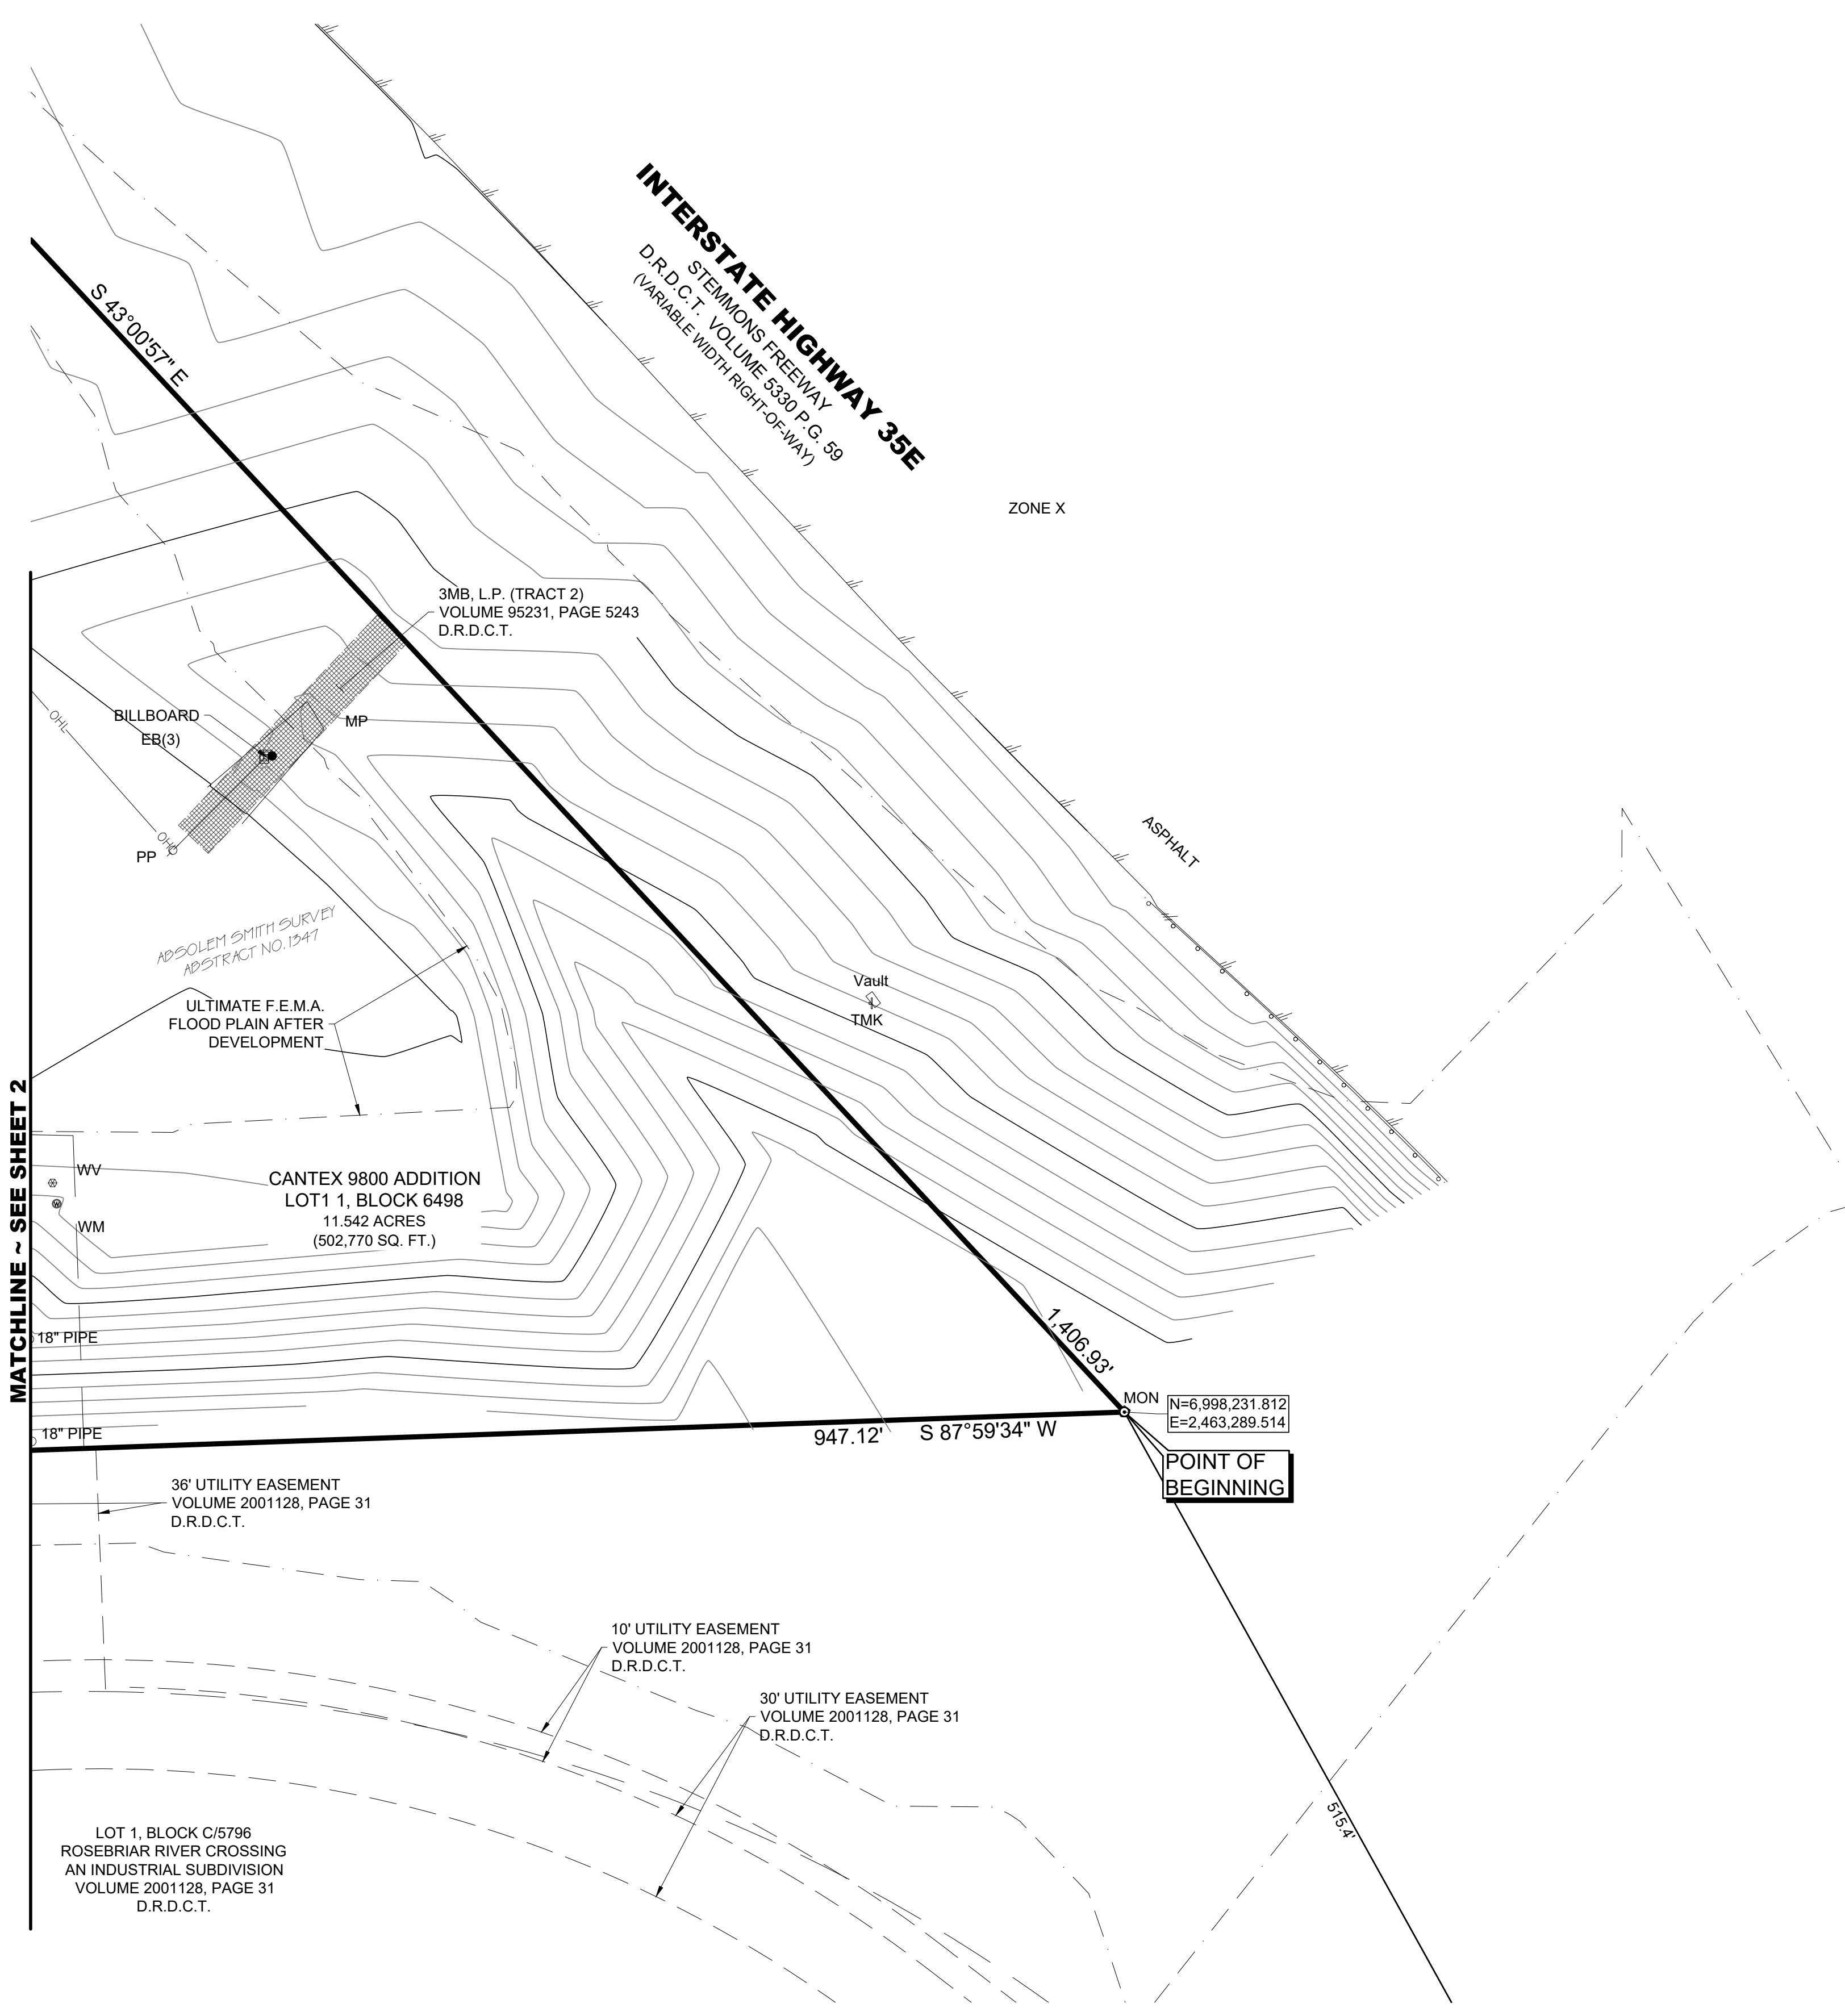 INTERSTATE HIGHWAY 35E
STEMMONS FREEWAY
D.R.D.C.T. VOLUME 5330 P.G. 59
(VARIABLE WIDTH RIGHT-OF-WAY)
S 43°00'57" E
ZONE X
3MB, L.P. (TRACT 2)
VOLUME 95231, PAGE 5243
D.R.D.C.T.
OHL
BILLBOARD
EB(3)
MP
OHL
PP
ASPHALT
ABSOLEM SMITH SURVEY
ABSTRACT NO. 1347
Vault
TMK
ULTIMATE F.E.M.A.
FLOOD PLAIN AFTER
DEVELOPMENT
MATCHLINE ~ SEE SHEET 2
WV
WM
CANTEX 9800 ADDITION
LOT1 1, BLOCK 6498
11.542 ACRES
(502,770 SQ. FT.)
18" PIPE
1,406.93'
MON
N=6,998,231.812
E=2,463,289.514
18" PIPE
947.12'
S 87°59'34" W
POINT OF
BEGINNING
36' UTILITY EASEMENT
VOLUME 2001128, PAGE 31
D.R.D.C.T.
10' UTILITY EASEMENT
VOLUME 2001128, PAGE 31
D.R.D.C.T.
30' UTILITY EASEMENT
VOLUME 2001128, PAGE 31
D.R.D.C.T.
515.4'
LOT 1, BLOCK C/5796
ROSEBRIAR RIVER CROSSING
AN INDUSTRIAL SUBDIVISION
VOLUME 2001128, PAGE 31
D.R.D.C.T.